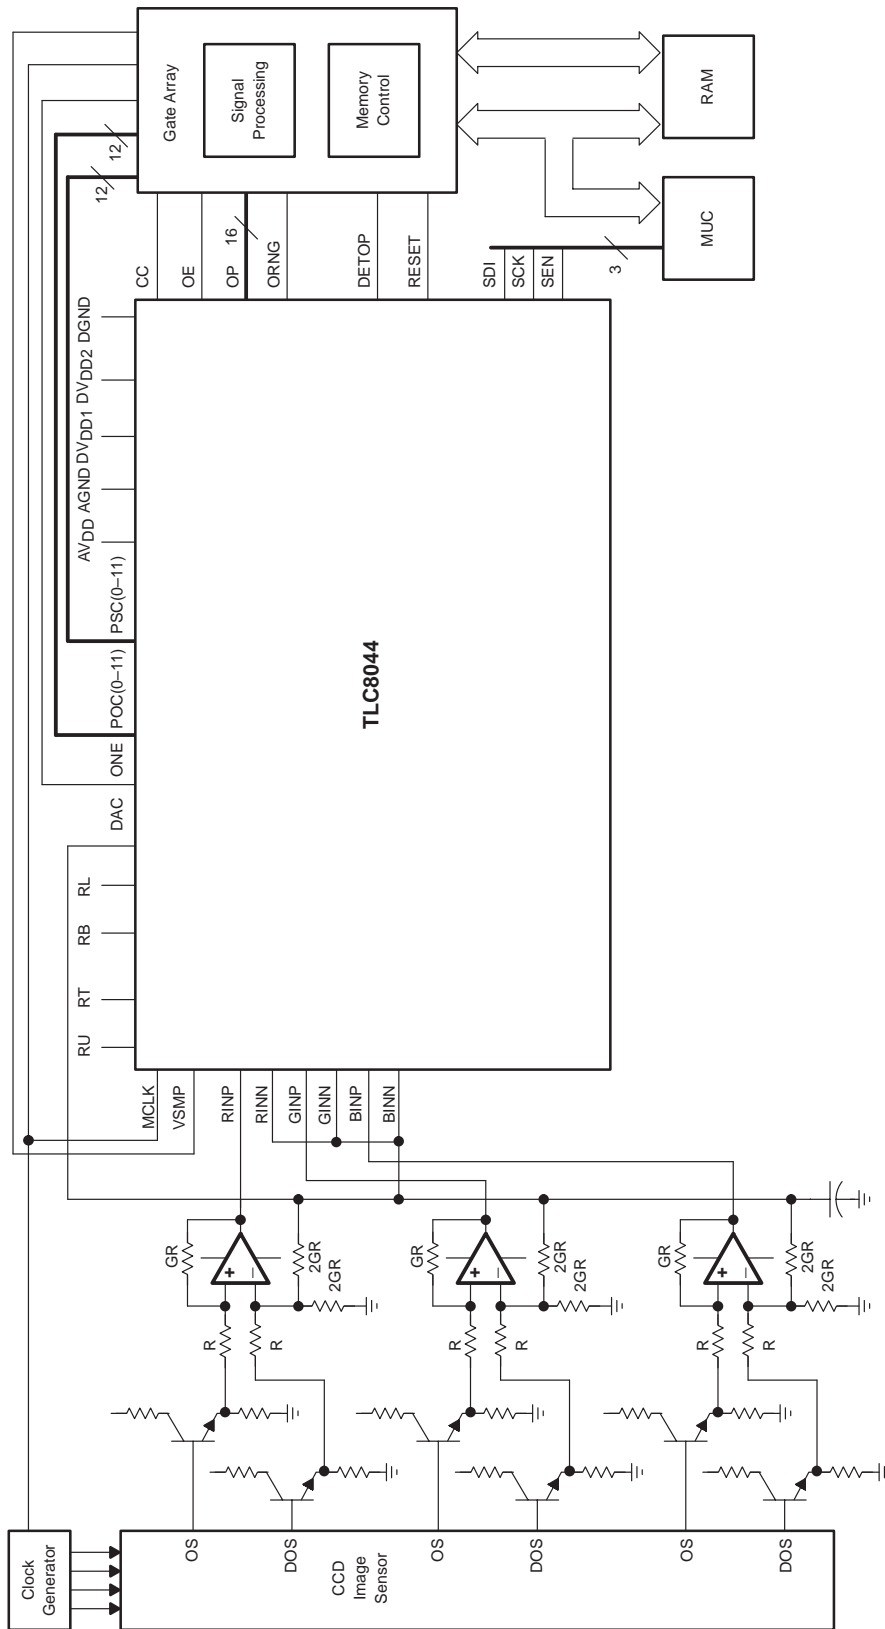 Clock
Generator
CCD
Image
Sensor
OS
DOS
OS
DOS
OS
DOS
R
R
GR
+
–
2GR
2GR
R
R
GR
+
–
2GR
2GR
R
R
GR
+
–
2GR
2GR
MCLK
VSMP
RINP
RINN
GINP
GINN
BINP
BINN
RU
RT
RB
RL
DAC
ONE
POC(0–11)
PSC(0–11)
AVDD
AGND
DVDD1
DVDD2
DGND
TLC8044
CC
OE
OP
16
ORNG
DETOP
RESET
SDI
SCK
SEN
3
12
12
Gate Array
Signal
Processing
Memory
Control
MUC
RAM